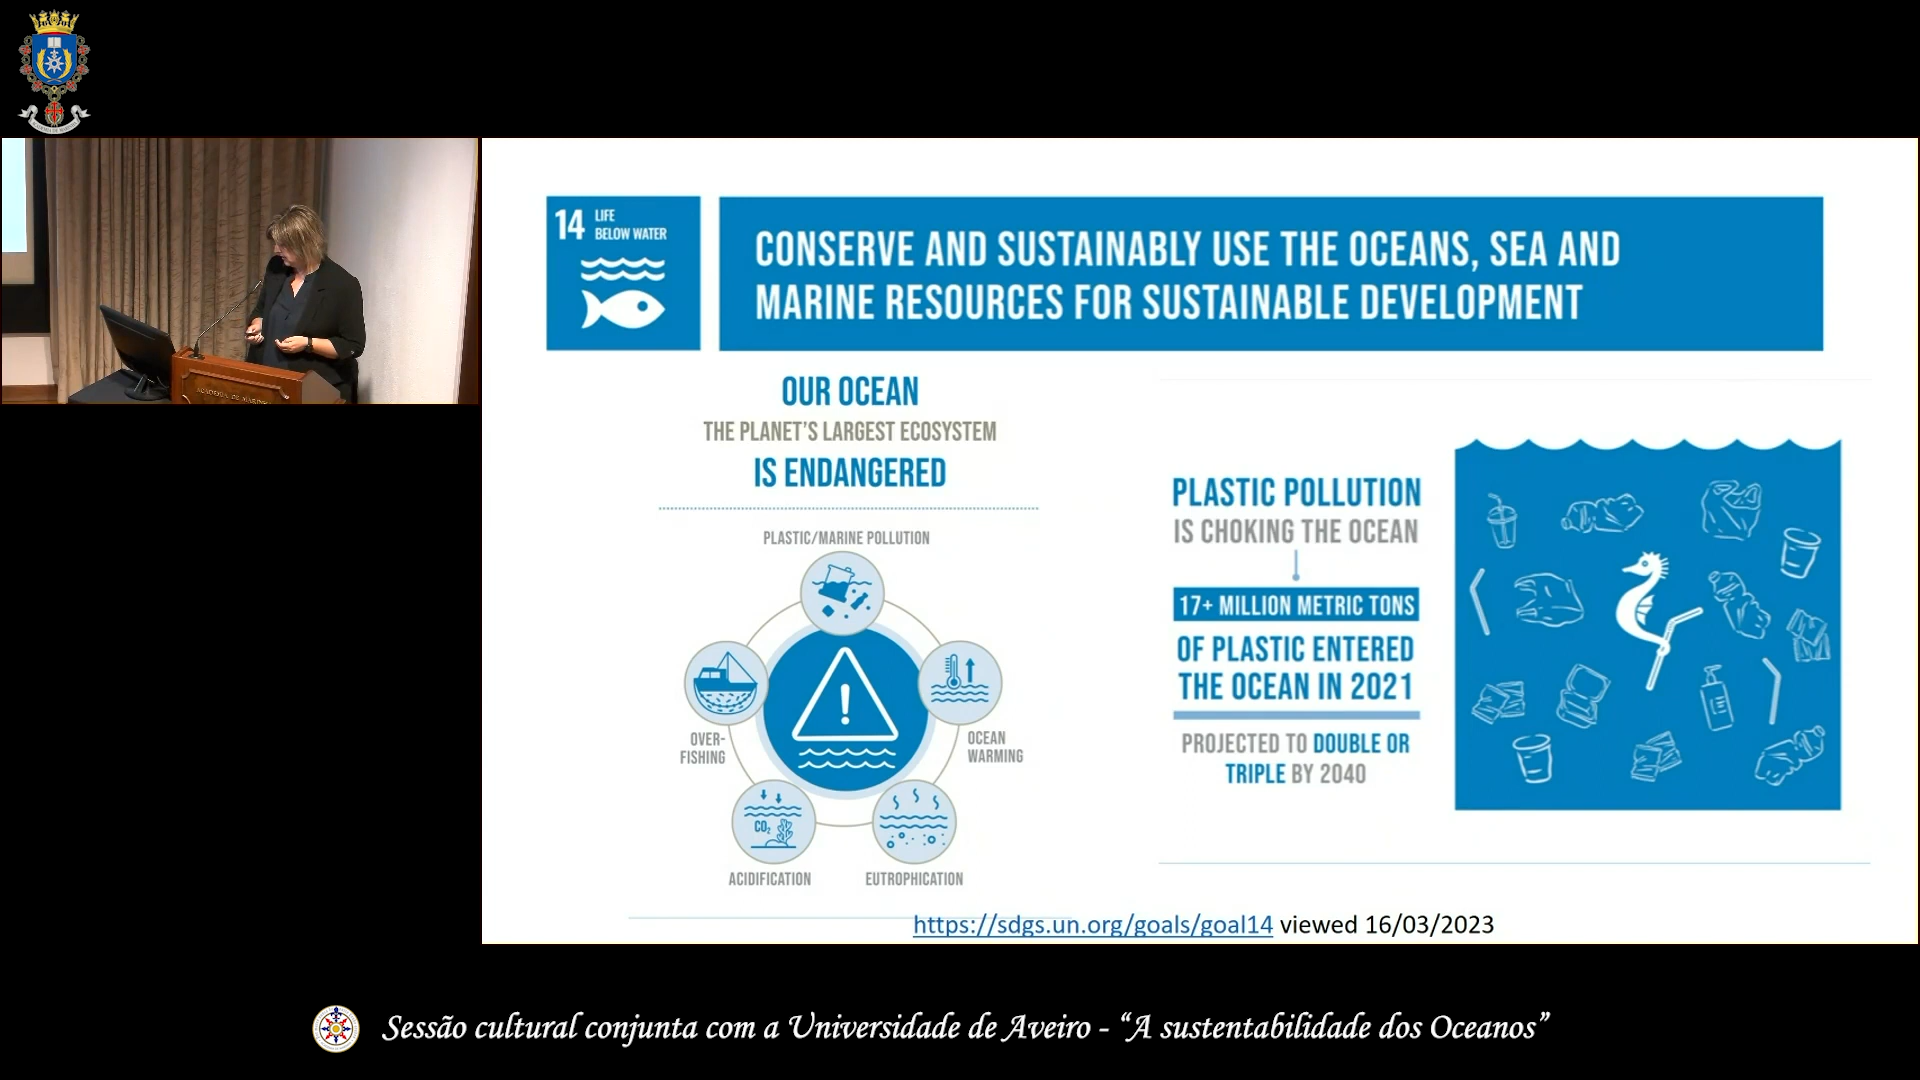 ACADEMIA DE MARINHA
14 LIFE
BELOW WATER
CONSERVE AND SUSTAINABLY USE THE OCEANS, SEA AND
MARINE RESOURCES FOR SUSTAINABLE DEVELOPMENT
OUR OCEAN
THE PLANET'S LARGEST ECOSYSTEM
IS ENDANGERED
PLASTIC/MARINE POLLUTION
OVER-
FISHING
OCEAN
WARMING
CO₂
ACIDIFICATION
EUTROPHICATION
PLASTIC POLLUTION
IS CHOKING THE OCEAN
17+ MILLION METRIC TONS
OF PLASTIC ENTERED
THE OCEAN IN 2021
PROJECTED TO DOUBLE OR
TRIPLE BY 2040
https://sdgs.un.org/goals/goal14 viewed 16/03/2023
Sessão cultural conjunta com a Universidade de Aveiro - “A sustentabilidade dos Oceanos”